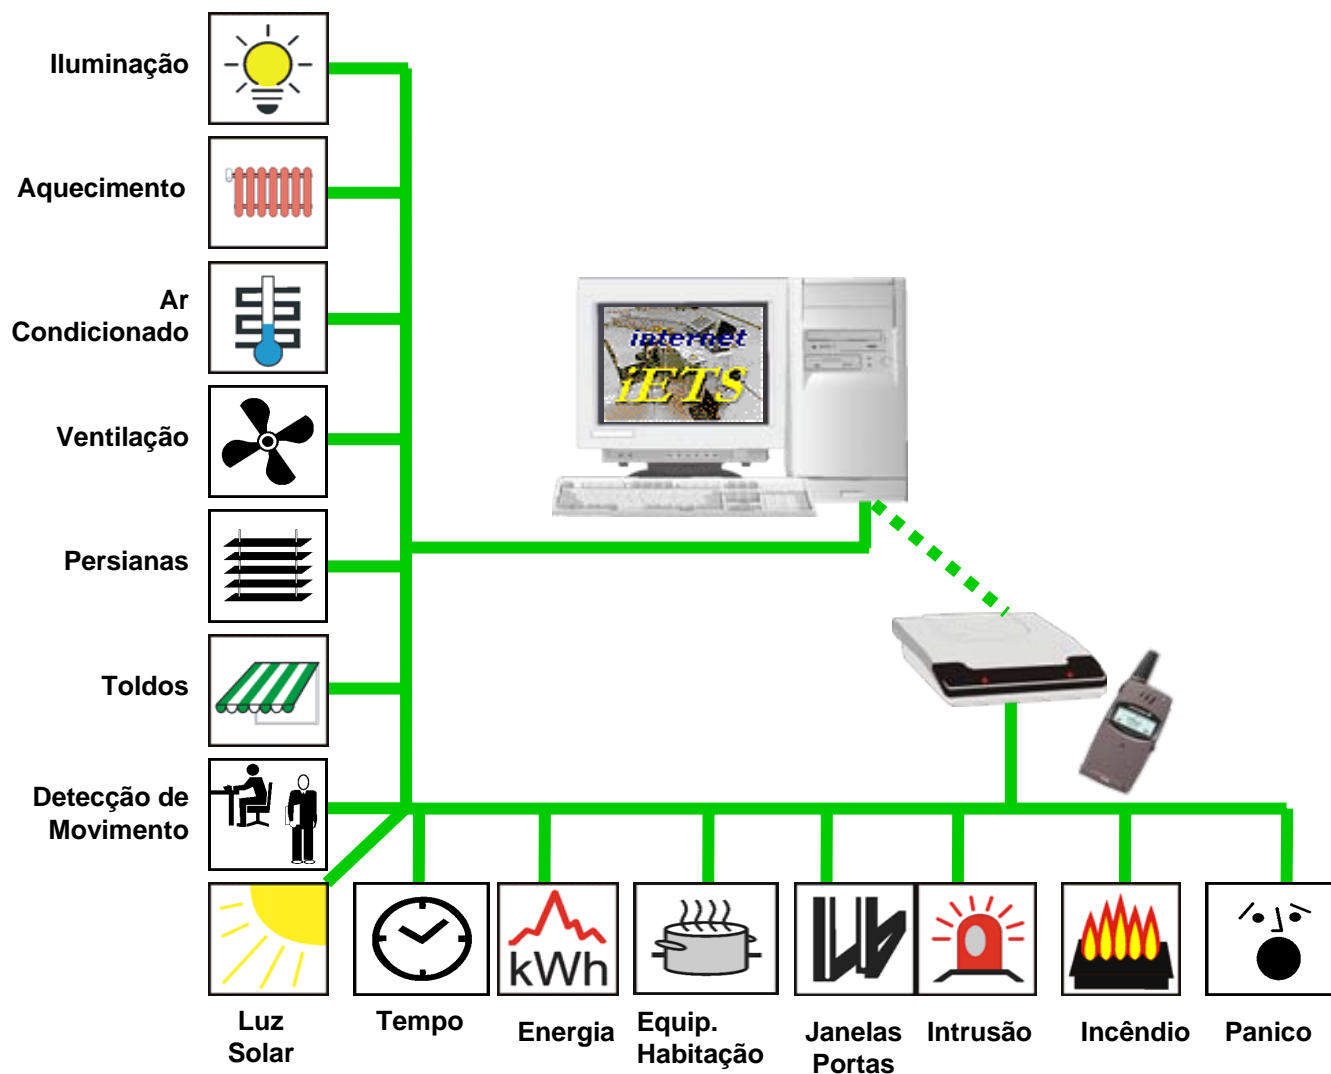 Iluminação
Aquecimento
Ar
Condicionado
internet
iETS
Ventilação
Persianas
Toldos
Detecção de
Movimento
kWh
Luz
Solar
Tempo
Energia
Equip.
Habitação
Janelas
Portas
Intrusão
Incêndio
Panico